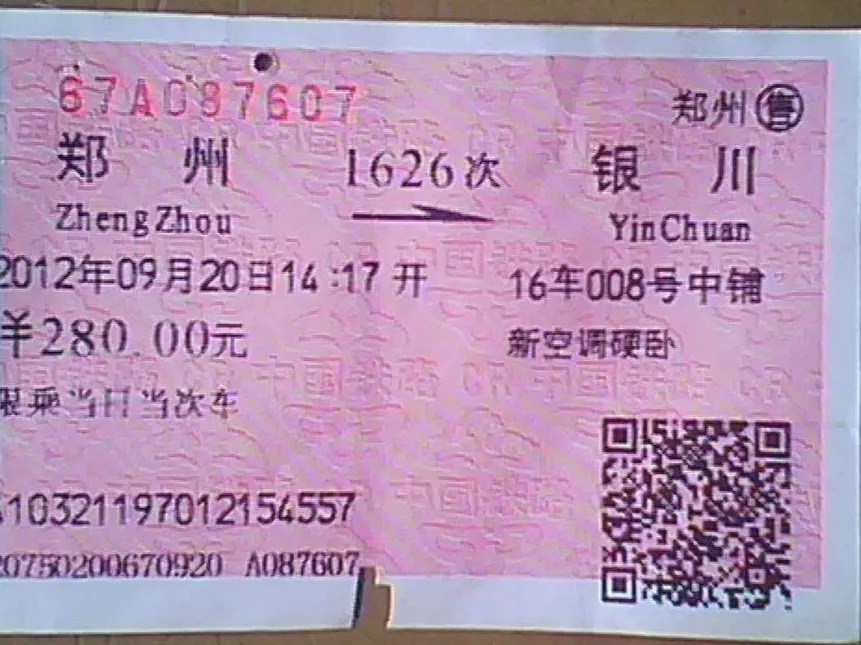 67A087607
郑州 售
郑州 1626次 银川
ZhengZhou YinChuan
2012年09月20日14:17开 16车008号中铺
￥280.00元 新空调硬卧
限乘当日当次车
10321197012154557
20750200670920 A087607